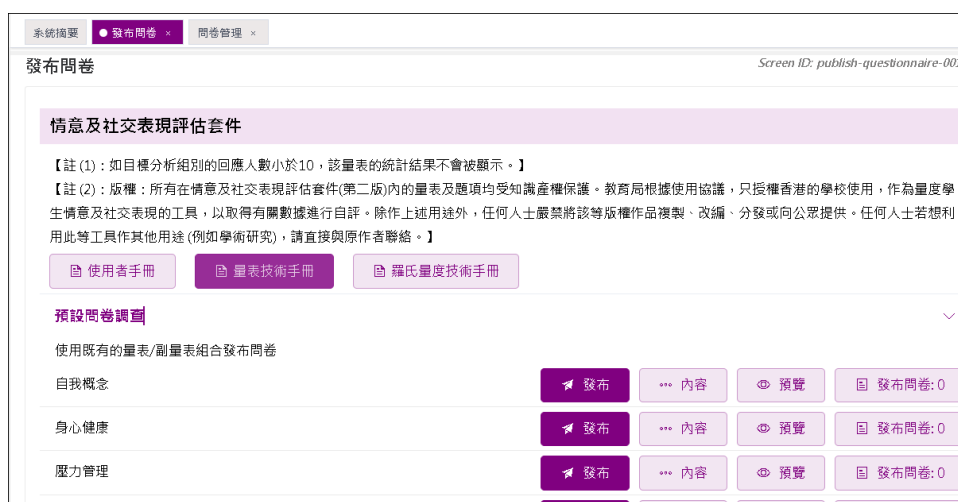 系統摘要 發布問卷 × 問卷管理 ×
發布問卷 Screen ID: publish-questionnaire-00
情意及社交表現評估套件
【註 (1)：如目標分析組別的回應人數小於10，該量表的統計結果不會被顯示。】
【註 (2)：版權：所有在情意及社交表現評估套件(第二版)內的量表及題項均受知識產權保護。教育局根據使用協議，只授權香港的學校使用，作為量度學
生情意及社交表現的工具，以取得有關數據進行自評。除作上述用途外，任何人士嚴禁將該等版權作品複製、改編、分發或向公眾提供。任何人士若想利
用此等工具作其他用途 (例如學術研究)，請直接與原作者聯絡。】
使用者手冊 量表技術手冊 羅氏量度技術手冊
預設問卷調查
使用既有的量表/副量表組合發布問卷
自我概念 發布 內容 預覽 發布問卷: 0
身心健康 發布 內容 預覽 發布問卷: 0
壓力管理 發布 內容 預覽 發布問卷: 0